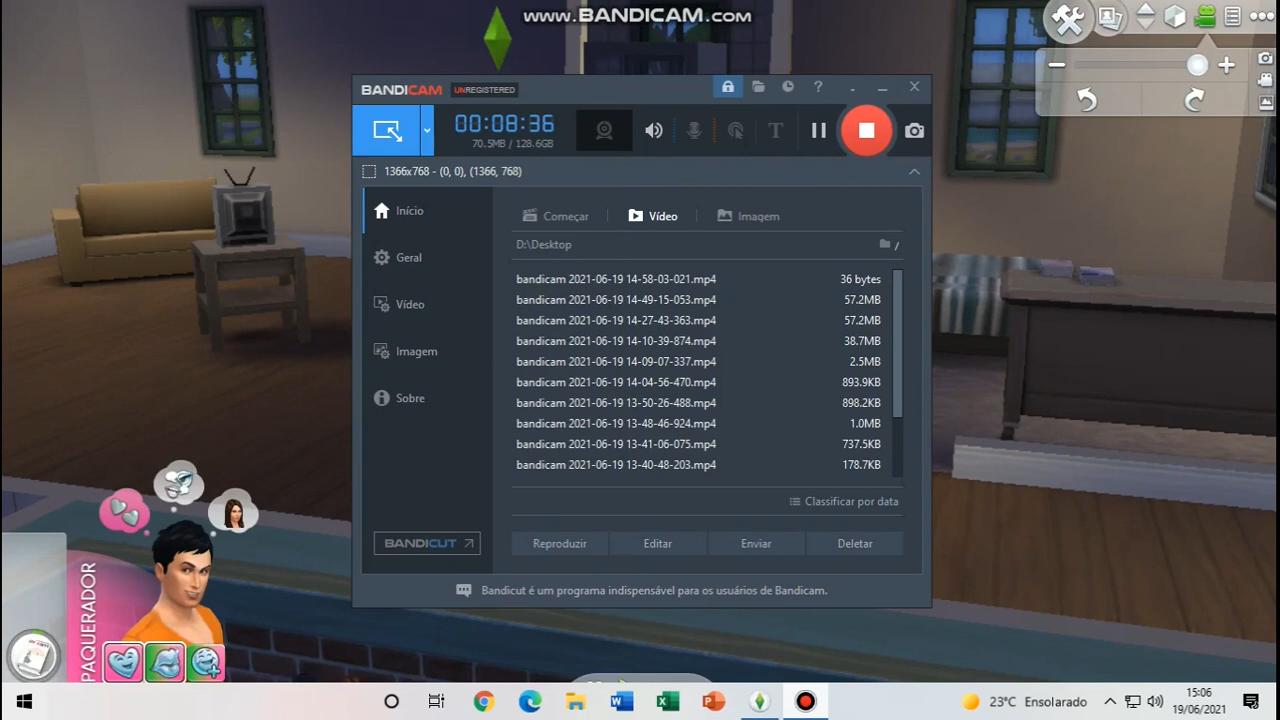 www.BANDICAM.com
BANDICAM UNREGISTERED
?
00:08:36
70.5MB / 128.6GB
T
1366x768 - (0, 0), (1366, 768)
Início
Geral
Vídeo
Imagem
Sobre
BANDICUT
Começar
Vídeo
Imagem
D:\Desktop
/
bandicam 2021-06-19 14-58-03-021.mp4 36 bytes
bandicam 2021-06-19 14-49-15-053.mp4 57.2MB
bandicam 2021-06-19 14-27-43-363.mp4 57.2MB
bandicam 2021-06-19 14-10-39-874.mp4 38.7MB
bandicam 2021-06-19 14-09-07-337.mp4 2.5MB
bandicam 2021-06-19 14-04-56-470.mp4 893.9KB
bandicam 2021-06-19 13-50-26-488.mp4 898.2KB
bandicam 2021-06-19 13-48-46-924.mp4 1.0MB
bandicam 2021-06-19 13-41-06-075.mp4 737.5KB
bandicam 2021-06-19 13-40-48-203.mp4 178.7KB
Classificar por data
Reproduzir
Editar
Enviar
Deletar
Bandicut é um programa indispensável para os usuários de Bandicam.
PAQUERADOR
23°C Ensolarado
15:06
19/06/2021